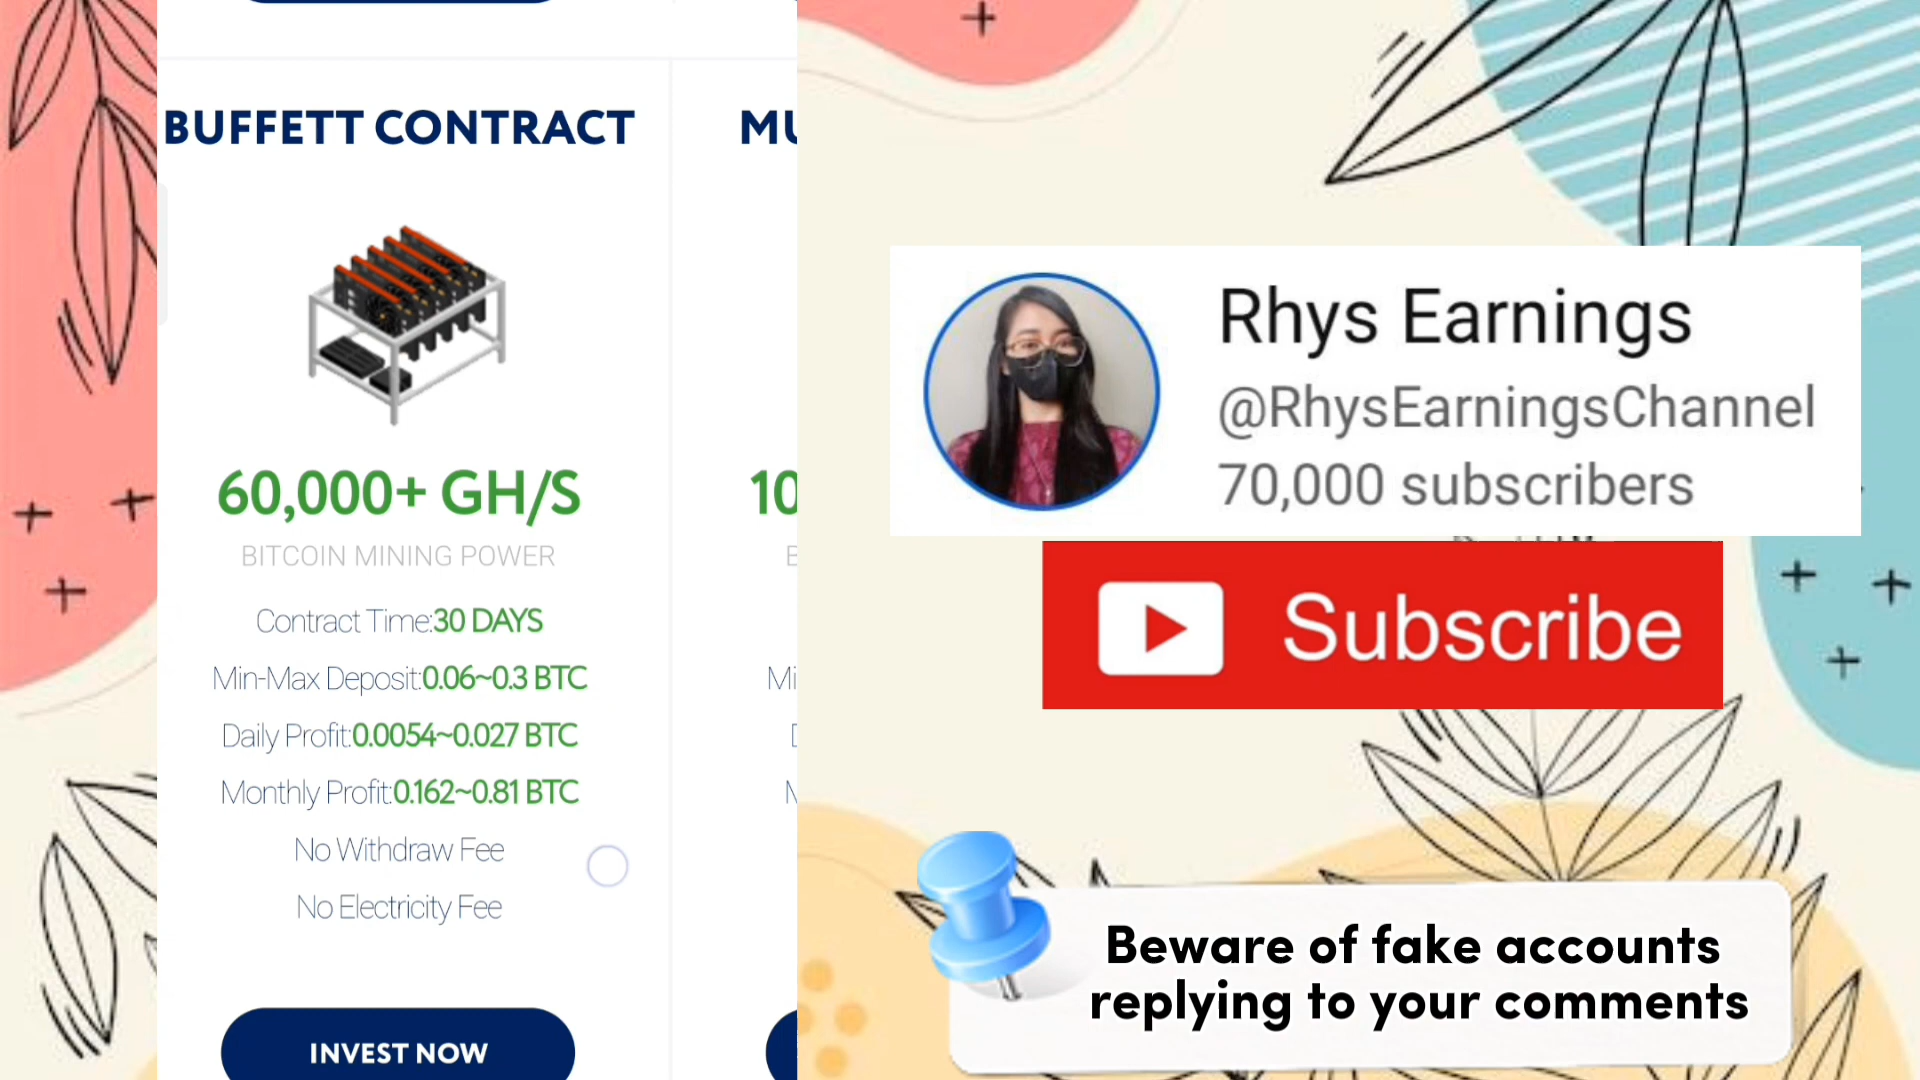 BUFFETT CONTRACT
60,000+ GH/S
BITCOIN MINING POWER
Contract Time:30 DAYS
Min-Max Deposit:0.06~0.3 BTC
Daily Profit:0.0054~0.027 BTC
Monthly Profit:0.162~0.81 BTC
No Withdraw Fee
No Electricity Fee
INVEST NOW
MU
10
Mi
Rhys Earnings
@RhysEarningsChannel
70,000 subscribers
Subscribe
Beware of fake accounts
replying to your comments